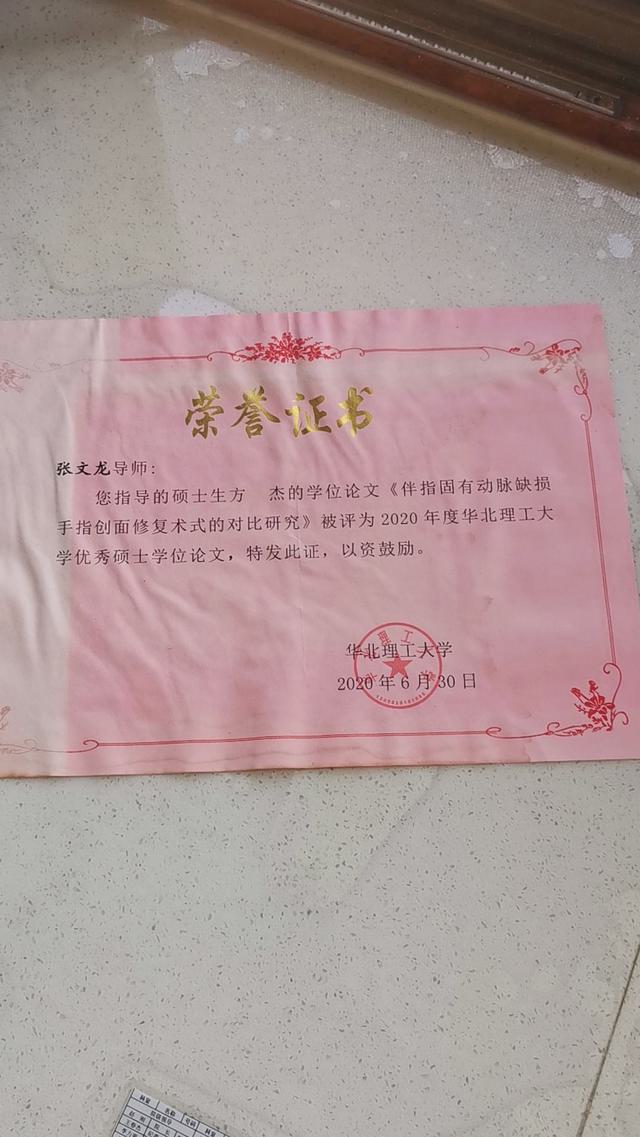 荣誉证书
张文龙导师：
您指导的硕士生方 杰的学位论文《伴指固有动脉缺损
手指创面修复术式的对比研究》被评为 2020 年度华北理工大
学优秀硕士学位论文，特发此证，以资鼓励。
华北理工大学
2020 年 6 月 30 日